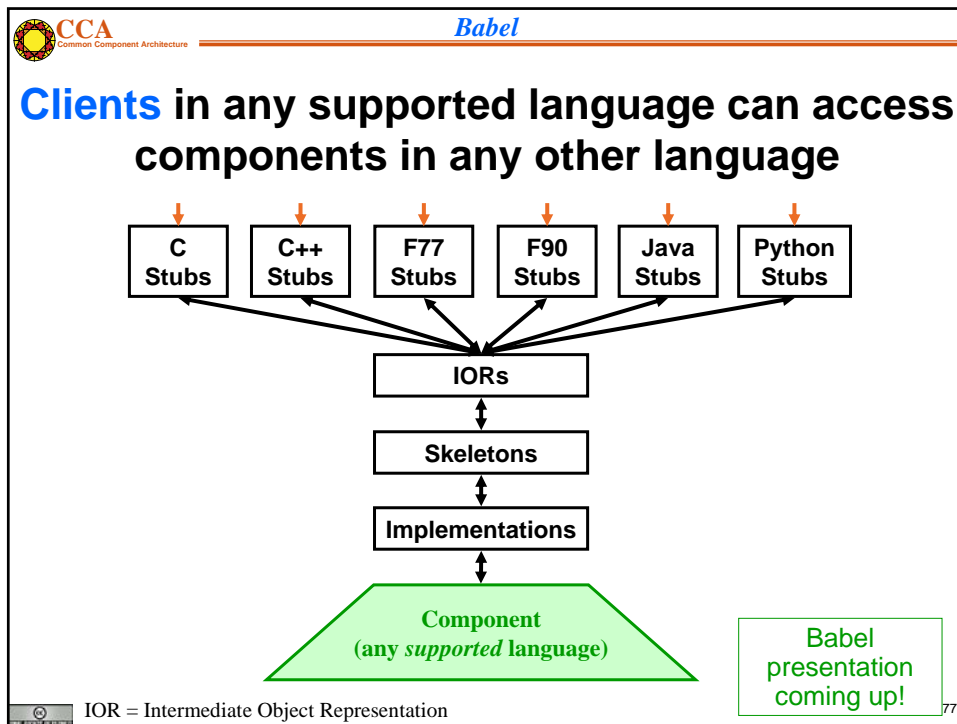 CCA
Common Component Architecture
Babel
Clients in any supported language can access
components in any other language
C
Stubs
C++
Stubs
F77
Stubs
F90
Stubs
Java
Stubs
Python
Stubs
IORs
Skeletons
Implementations
Component
(any supported language)
Babel
presentation
coming up!
IOR = Intermediate Object Representation
77